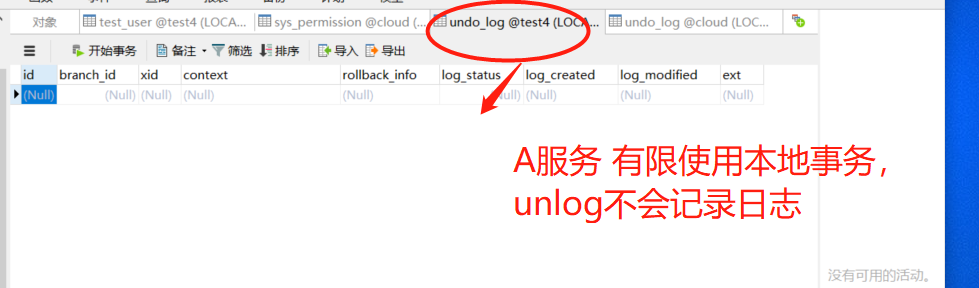 对象 test_user @test4 (LOCA... sys_permission @cloud (LOCA... undo_log @test4 (LOCA... undo_log @cloud (LOC...
开始事务 备注 筛选 排序 导入 导出
id branch_id xid context rollback_info log_status log_created log_modified ext
(Null) (Null) (Null) (Null) (Null) (Null) (Null) (Null) (Null)
A服务 有限使用本地事务，
unlog不会记录日志
没有可用的活动。